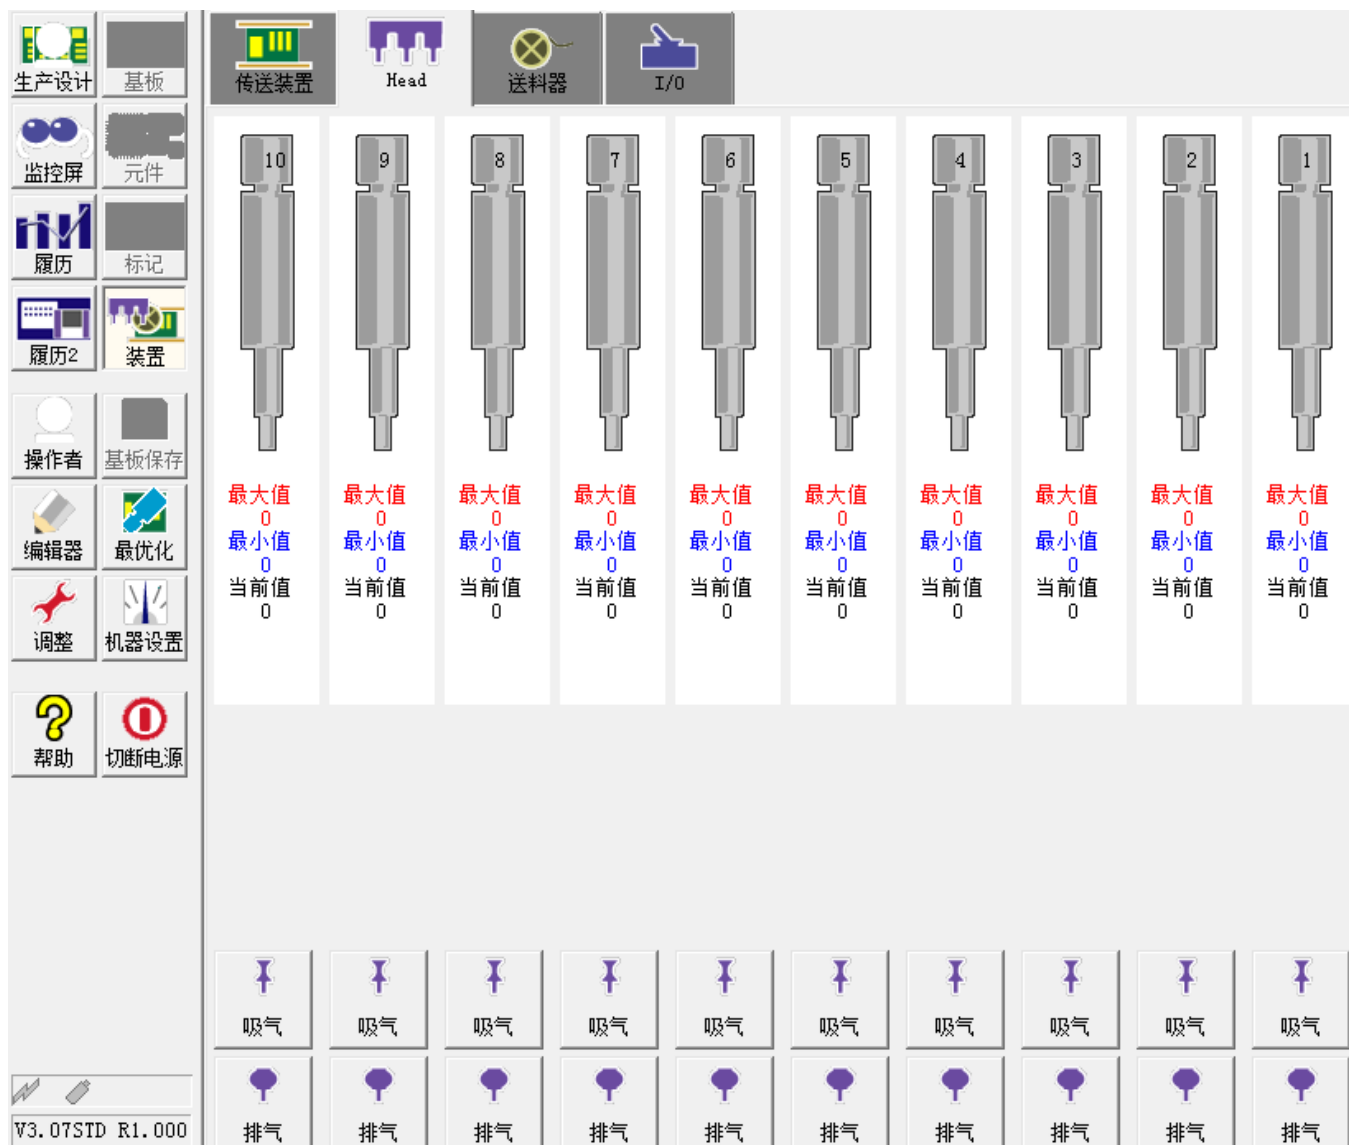 生产设计 基板
监控屏 元件
履历 标记
履历2 装置
操作者 基板保存
编辑器 最优化
调整 机器设置
帮助 切断电源
V3.07STD R1.000
传送装置 Head 送料器 I/O
10 9 8 7 6 5 4 3 2 1
最大值 最大值 最大值 最大值 最大值 最大值 最大值 最大值 最大值 最大值
0 0 0 0 0 0 0 0 0 0
最小值 最小值 最小值 最小值 最小值 最小值 最小值 最小值 最小值 最小值
0 0 0 0 0 0 0 0 0 0
当前值 当前值 当前值 当前值 当前值 当前值 当前值 当前值 当前值 当前值
0 0 0 0 0 0 0 0 0 0
吸气 吸气 吸气 吸气 吸气 吸气 吸气 吸气 吸气 吸气
排气 排气 排气 排气 排气 排气 排气 排气 排气 排气